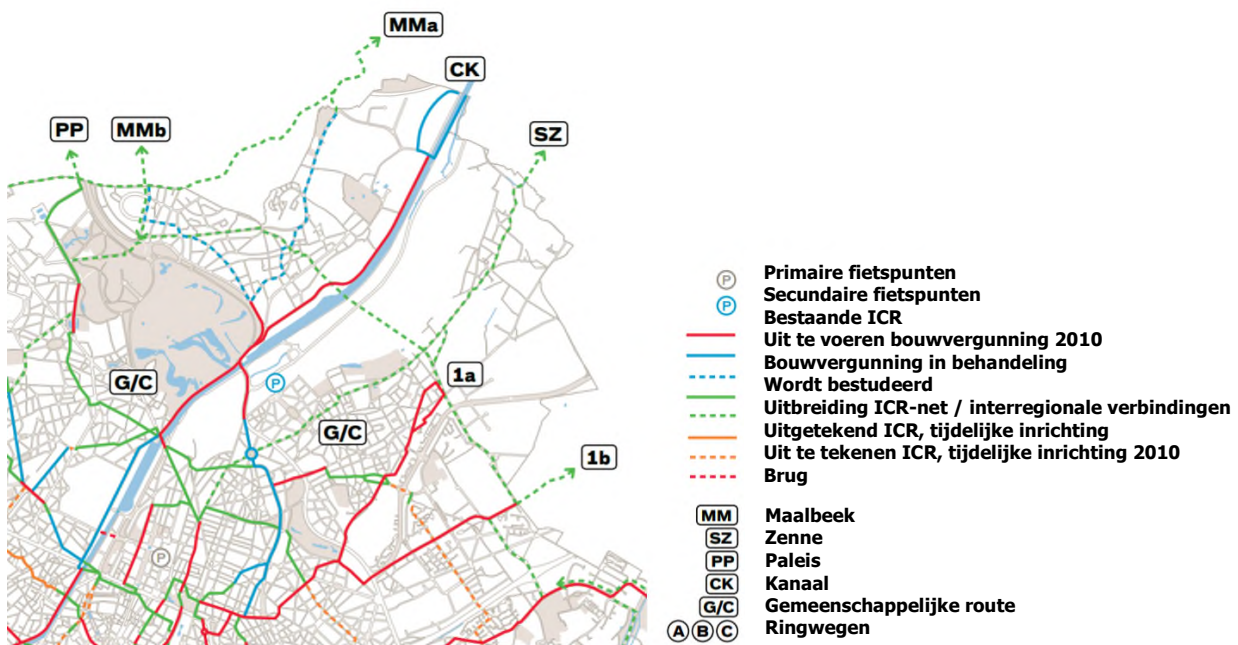 MMa
CK
PP
MMb
SZ
G/C
1a
P
G/C
1b
P
P Primaire fietspunten
P Secundaire fietspunten
Bestaande ICR
Uit te voeren bouwvergunning 2010
Bouwvergunning in behandeling
Wordt bestudeerd
Uitbreiding ICR-net / interregionale verbindingen
Uitgetekend ICR, tijdelijke inrichting
Uit te tekenen ICR, tijdelijke inrichting 2010
Brug
MM Maalbeek
SZ Zenne
PP Paleis
CK Kanaal
G/C Gemeenschappelijke route
A B C Ringwegen